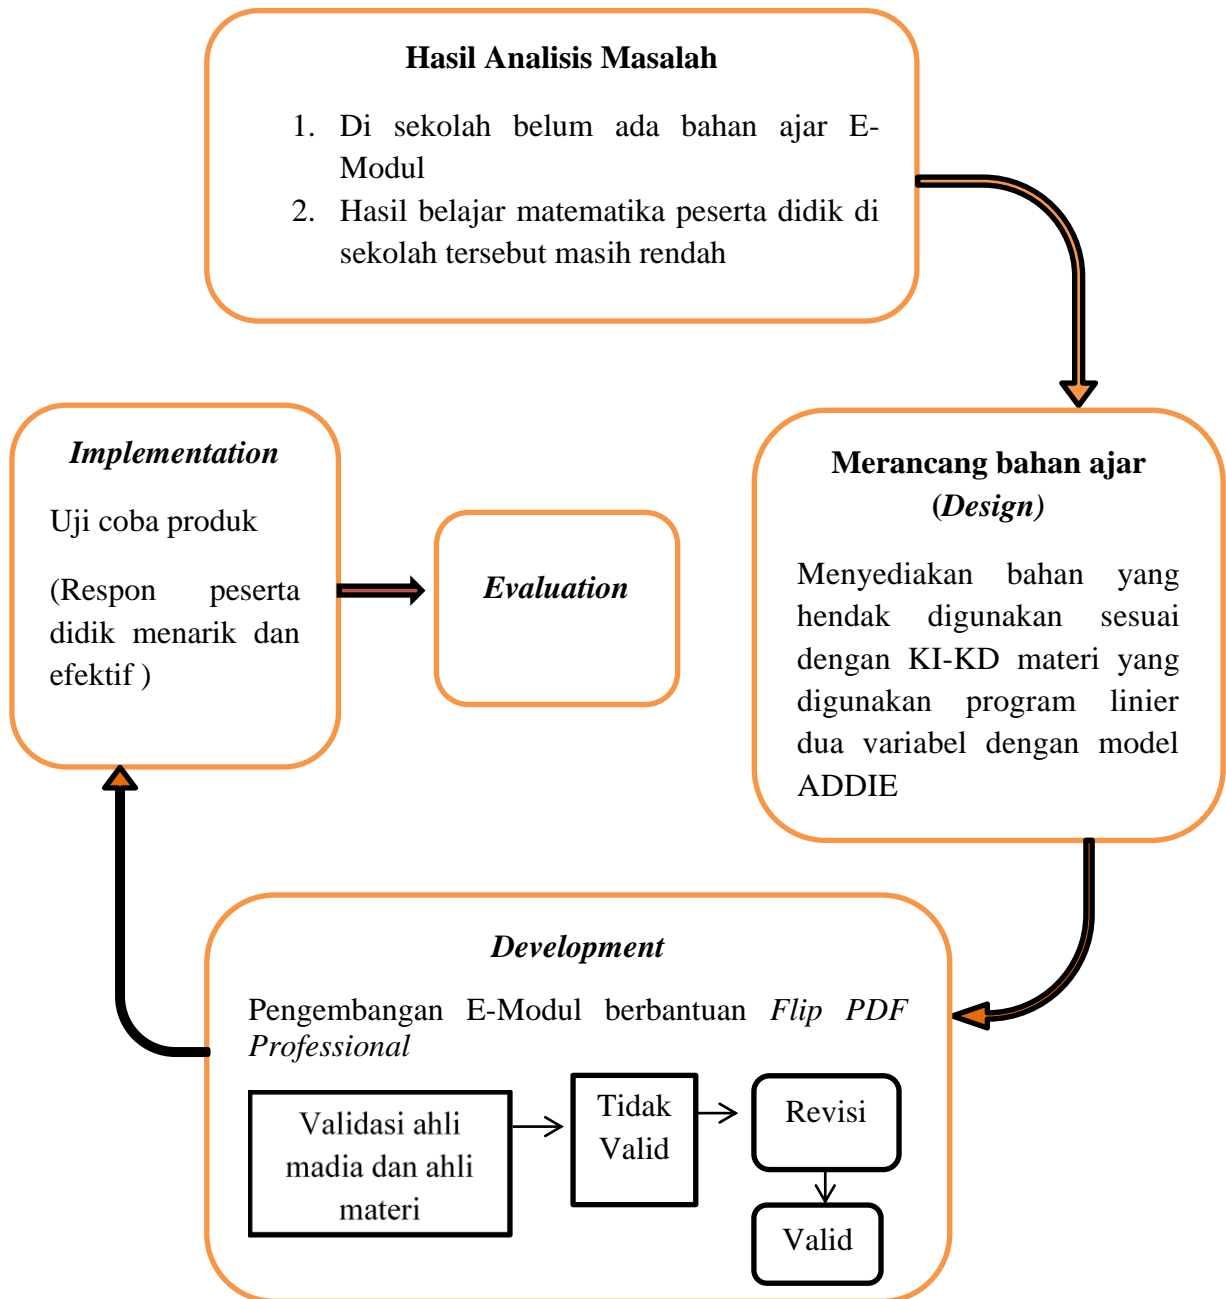 Hasil Analisis Masalah
1. Di sekolah belum ada bahan ajar E-
Modul
2. Hasil belajar matematika peserta didik di
sekolah tersebut masih rendah
Merancang bahan ajar
(Design)
Menyediakan bahan yang
hendak digunakan sesuai
dengan KI-KD materi yang
digunakan program linier
dua variabel dengan model
ADDIE
Development
Pengembangan E-Modul berbantuan Flip PDF
Professional
Validasi ahli
madia dan ahli
materi
Tidak
Valid
Revisi
Valid
Implementation
Uji coba produk
(Respon peserta
didik menarik dan
efektif )
Evaluation